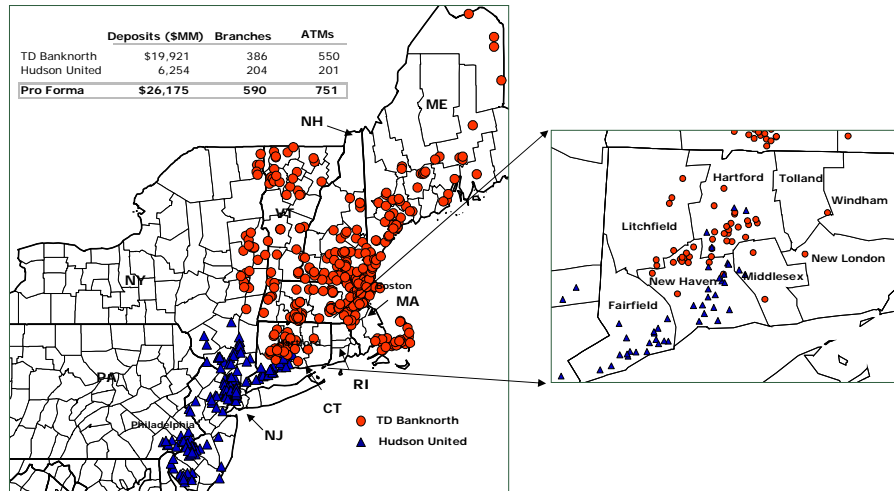 Deposits ($MM) Branches ATMs
TD Banknorth $19,921 386 550
Hudson United 6,254 204 201
Pro Forma $26,175 590 751
NH
ME
VT
NY
Boston
MA
PA
RI
CT
Philadelphia
NJ
TD Banknorth
Hudson United
Hartford
Tolland
Windham
Litchfield
New London
New Haven
Middlesex
Fairfield